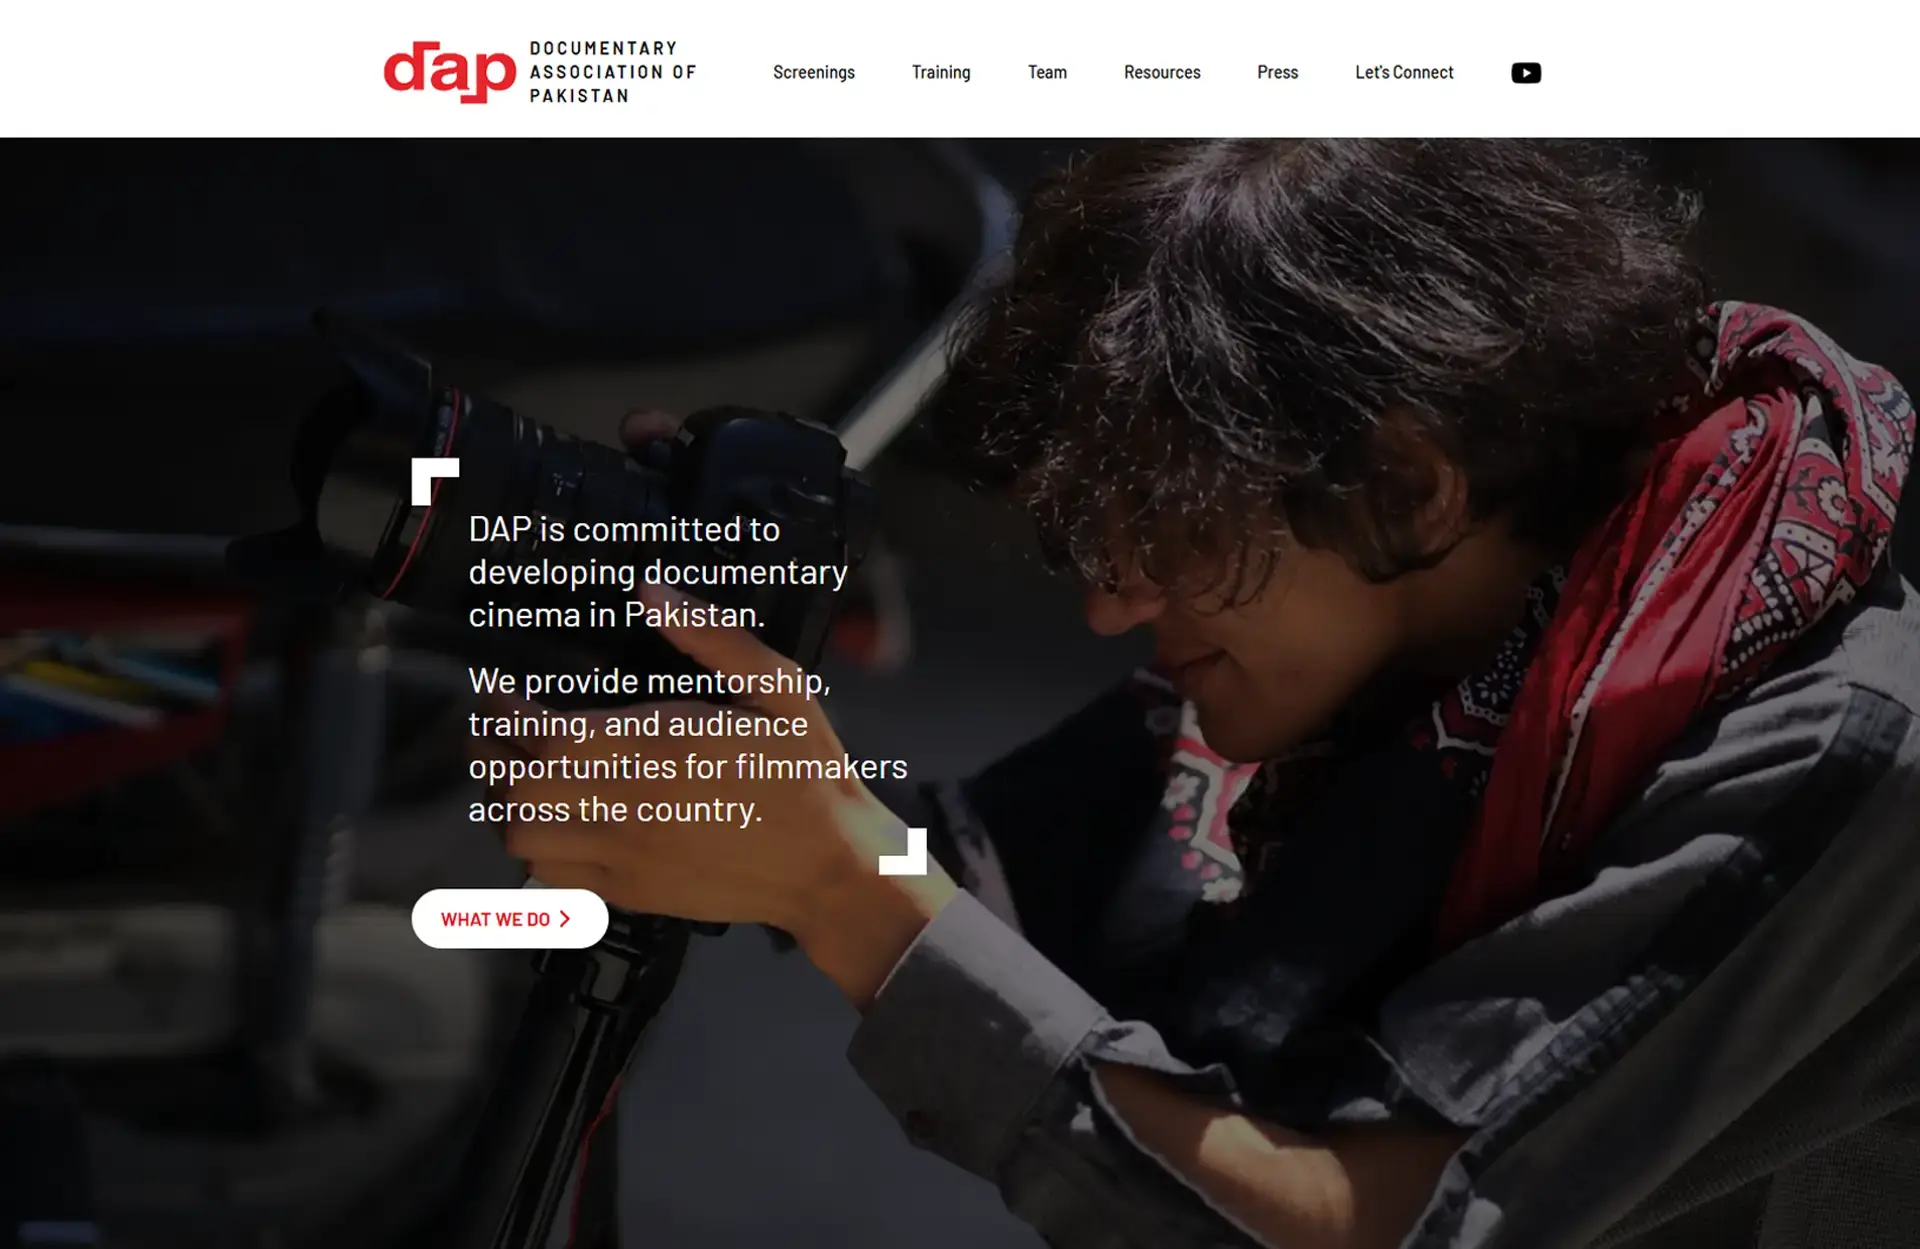 dap
DOCUMENTARY
ASSOCIATION OF
PAKISTAN
Screenings
Training
Team
Resources
Press
Let's Connect
DAP is committed to
developing documentary
cinema in Pakistan.
We provide mentorship,
training, and audience
opportunities for filmmakers
across the country.
WHAT WE DO